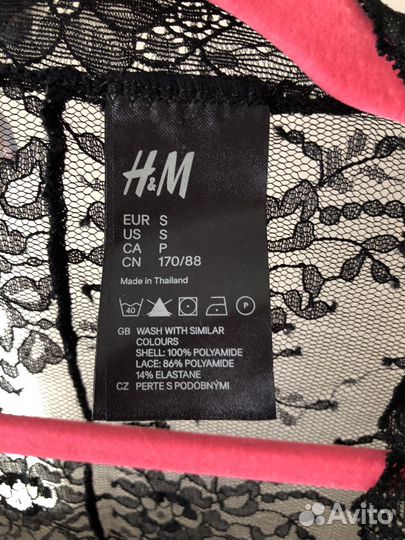 H&M
EUR S
US S
CA P
CN 170/88
Made in Thailand
40 P
GB WASH WITH SIMILAR
COLOURS
SHELL: 100% POLYAMIDE
LACE: 86% POLYAMIDE
14% ELASTANE
CZ PERTE S PODOBNÝMI
Avito